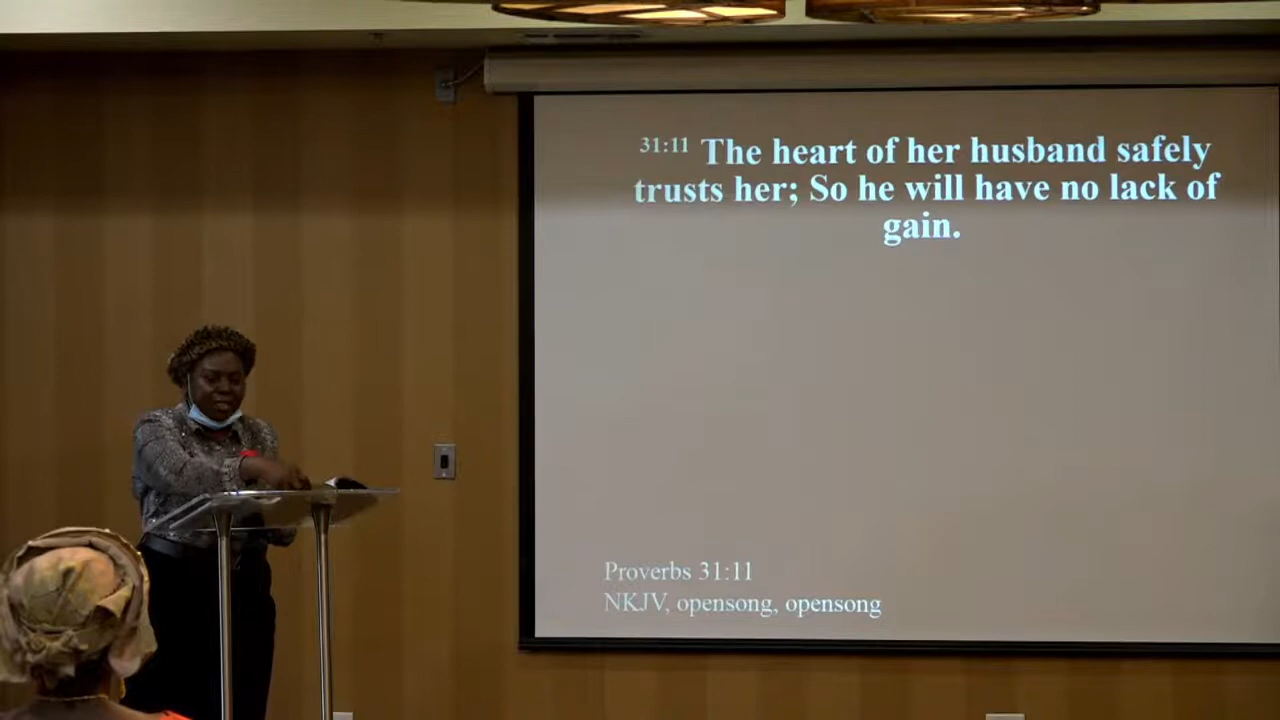 31:11 The heart of her husband safely
trusts her; So he will have no lack of
gain.
Proverbs 31:11
NKJV, opensong, opensong